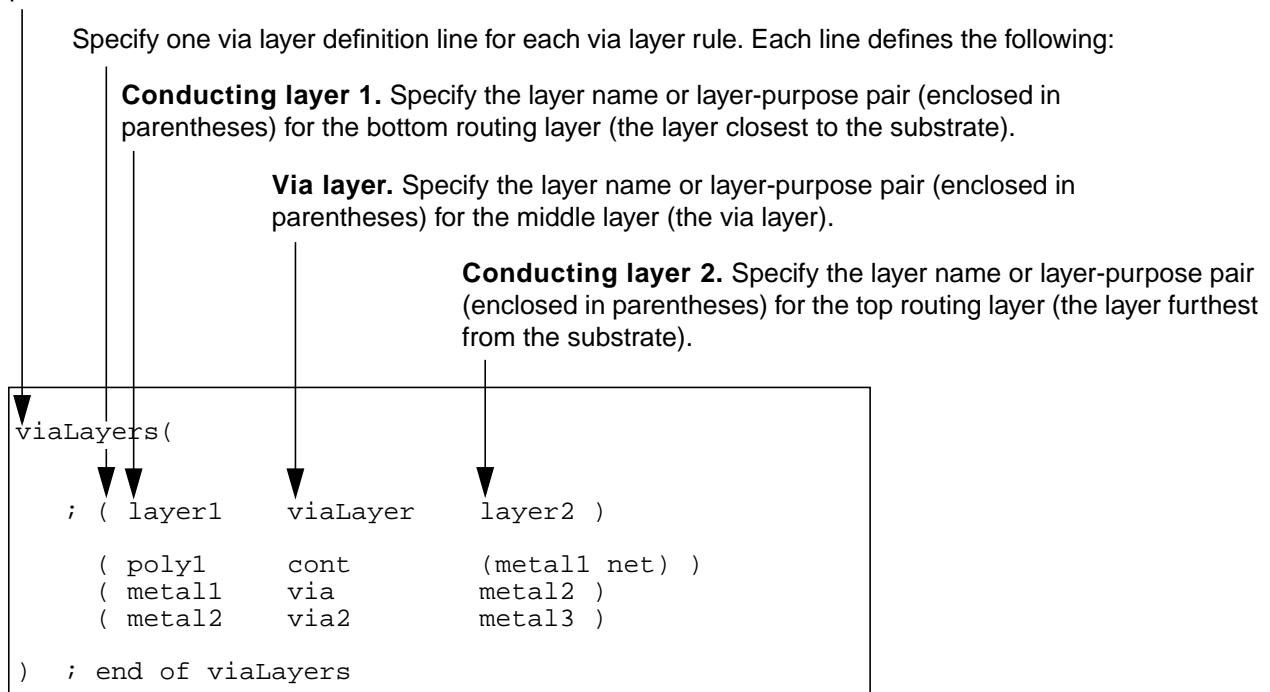 Specify one via layer definition line for each via layer rule. Each line defines the following:
Conducting layer 1. Specify the layer name or layer-purpose pair (enclosed in
parentheses) for the bottom routing layer (the layer closest to the substrate).
Via layer. Specify the layer name or layer-purpose pair (enclosed in
parentheses) for the middle layer (the via layer).
Conducting layer 2. Specify the layer name or layer-purpose pair
(enclosed in parentheses) for the top routing layer (the layer furthest
from the substrate).
viaLayers(
; ( layer1 viaLayer layer2 )
( poly1 cont (metal1 net) )
( metal1 via metal2 )
( metal2 via2 metal3 )
) ; end of viaLayers